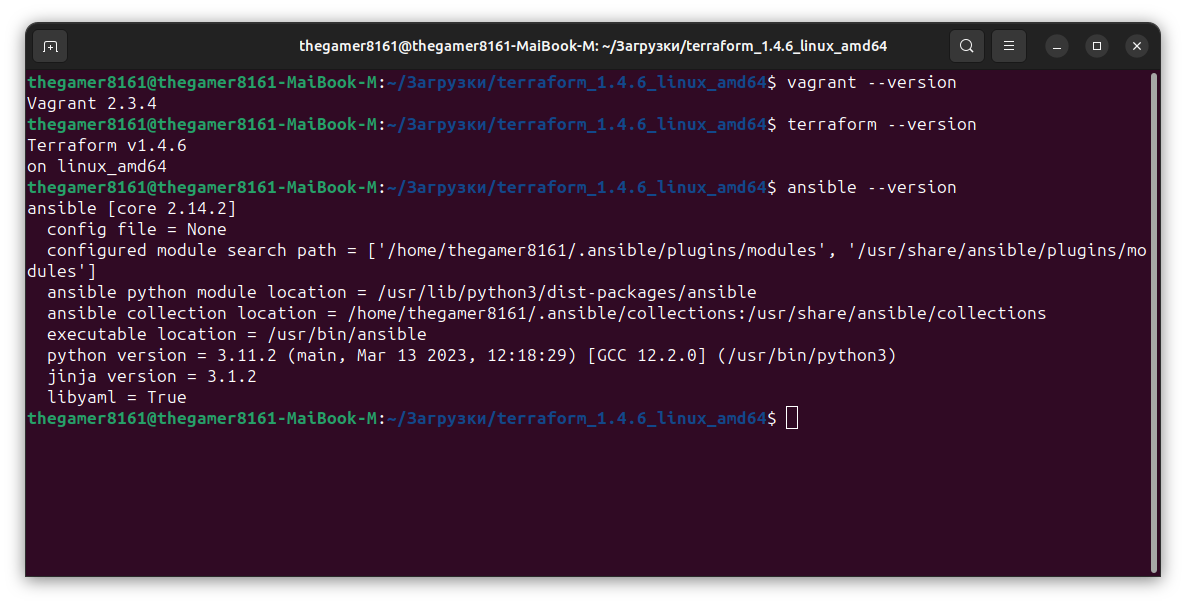 thegamer8161@thegamer8161-MaiBook-M: ~/Загрузки/terraform_1.4.6_linux_amd64
thegamer8161@thegamer8161-MaiBook-M:~/Загрузки/terraform_1.4.6_linux_amd64$ vagrant --version
Vagrant 2.3.4
thegamer8161@thegamer8161-MaiBook-M:~/Загрузки/terraform_1.4.6_linux_amd64$ terraform --version
Terraform v1.4.6
on linux_amd64
thegamer8161@thegamer8161-MaiBook-M:~/Загрузки/terraform_1.4.6_linux_amd64$ ansible --version
ansible [core 2.14.2]
  config file = None
  configured module search path = ['/home/thegamer8161/.ansible/plugins/modules', '/usr/share/ansible/plugins/mo
dules']
  ansible python module location = /usr/lib/python3/dist-packages/ansible
  ansible collection location = /home/thegamer8161/.ansible/collections:/usr/share/ansible/collections
  executable location = /usr/bin/ansible
  python version = 3.11.2 (main, Mar 13 2023, 12:18:29) [GCC 12.2.0] (/usr/bin/python3)
  jinja version = 3.1.2
  libyaml = True
thegamer8161@thegamer8161-MaiBook-M:~/Загрузки/terraform_1.4.6_linux_amd64$